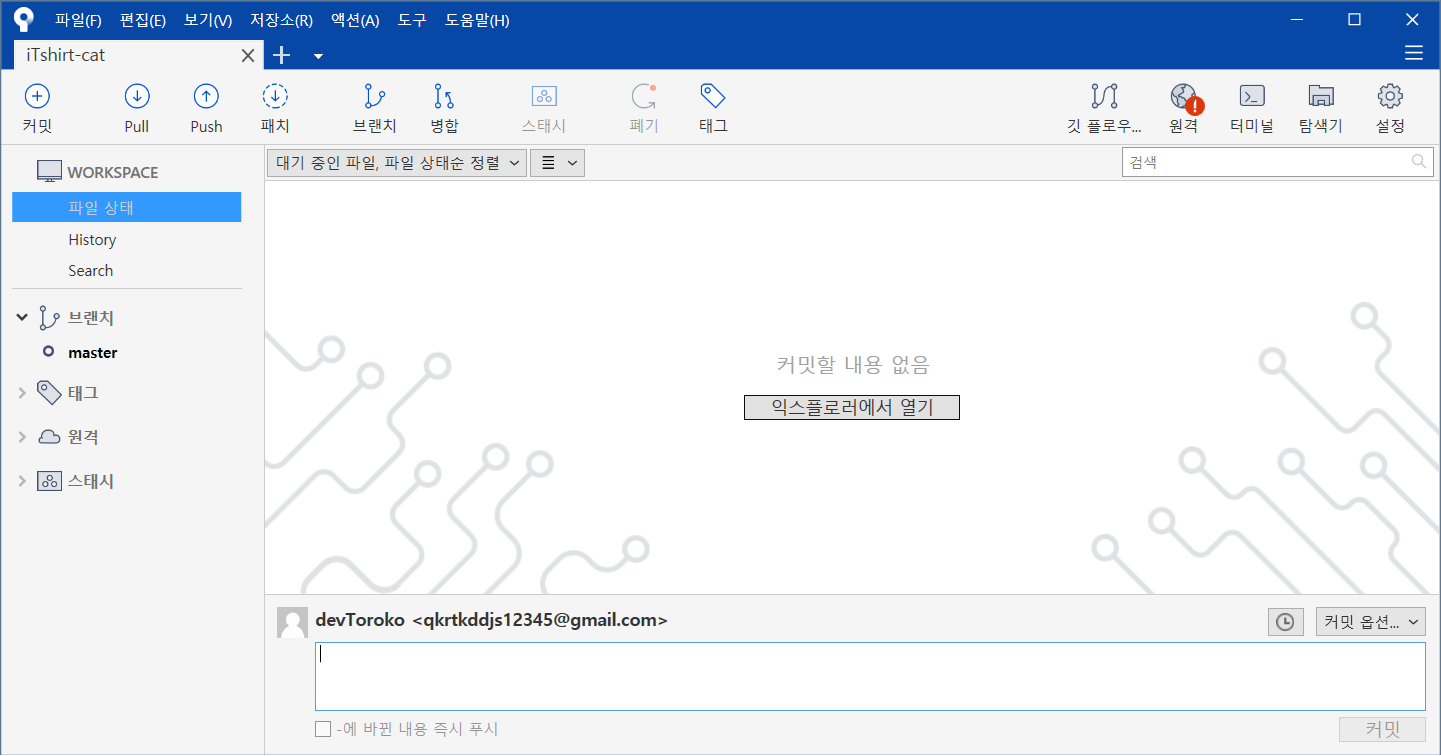 파일(F) 편집(E) 보기(V) 저장소(R) 액션(A) 도구 도움말(H)
iTshirt-cat
커밋 Pull Push 패치 브랜치 병합 스태시 폐기 태그 깃 플로우... 원격 터미널 탐색기 설정
WORKSPACE
파일 상태
History
Search
브랜치
master
태그
원격
스태시
대기 중인 파일, 파일 상태순 정렬
검색
커밋할 내용 없음
익스플로러에서 열기
devToroko <qkrtkddjs12345@gmail.com>
커밋 옵션...
-에 바뀐 내용 즉시 푸시
커밋